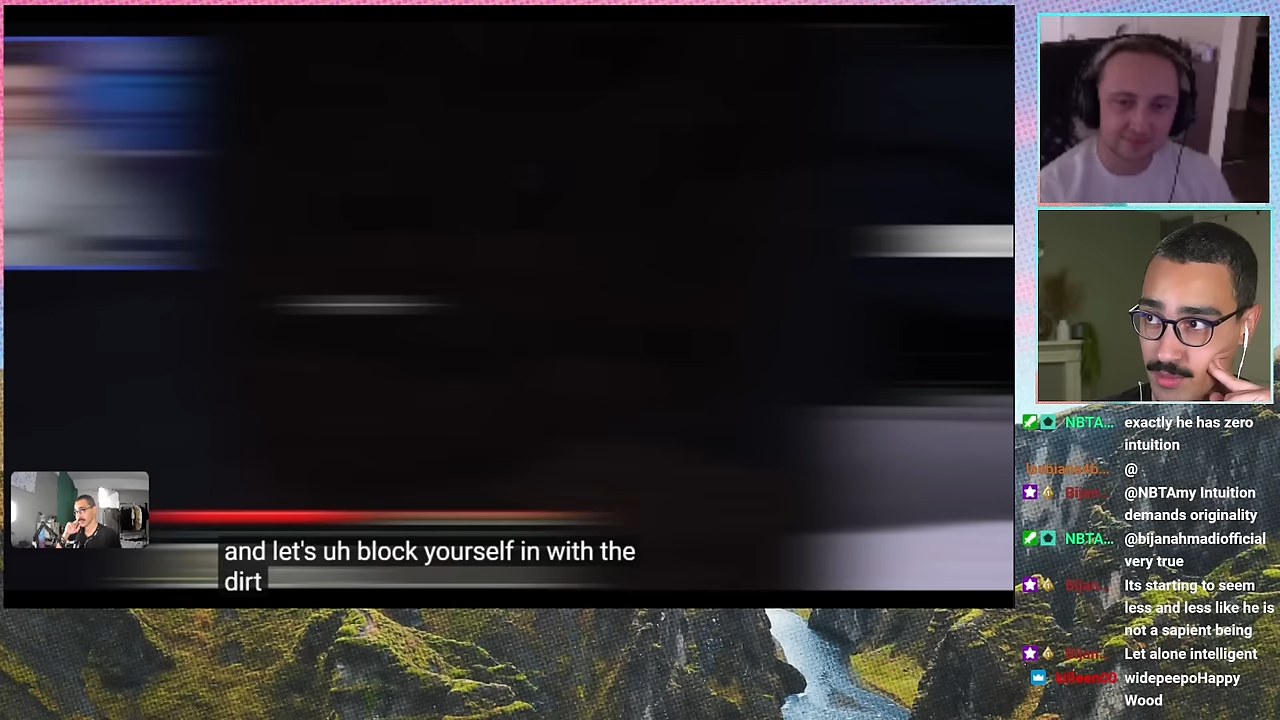 and let's uh block yourself in with the
dirt
NBTA... exactly he has zero
intuition
@
@NBTAmy Intuition
demands originality
NBTA... @bijanahmadiofficial
very true
Its starting to seem
less and less like he is
not a sapient being
Let alone intelligent
widepeepoHappy
Wood